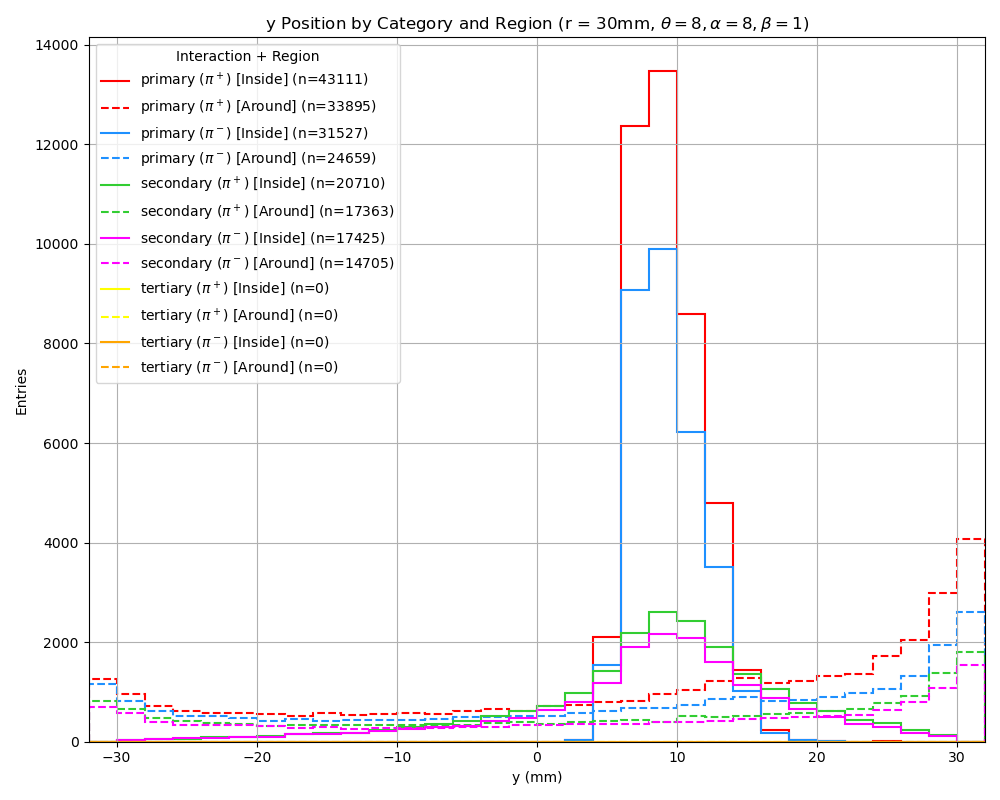 y Position by Category and Region (r = 30mm, θ = 8, α = 8, β = 1)
14000
12000
10000
8000
6000
4000
2000
0
Entries
Interaction + Region
primary (π⁺) [Inside] (n=43111)
primary (π⁺) [Around] (n=33895)
primary (π⁻) [Inside] (n=31527)
primary (π⁻) [Around] (n=24659)
secondary (π⁺) [Inside] (n=20710)
secondary (π⁺) [Around] (n=17363)
secondary (π⁻) [Inside] (n=17425)
secondary (π⁻) [Around] (n=14705)
tertiary (π⁺) [Inside] (n=0)
tertiary (π⁺) [Around] (n=0)
tertiary (π⁻) [Inside] (n=0)
tertiary (π⁻) [Around] (n=0)
−30 −20 −10 0 10 20 30
y (mm)